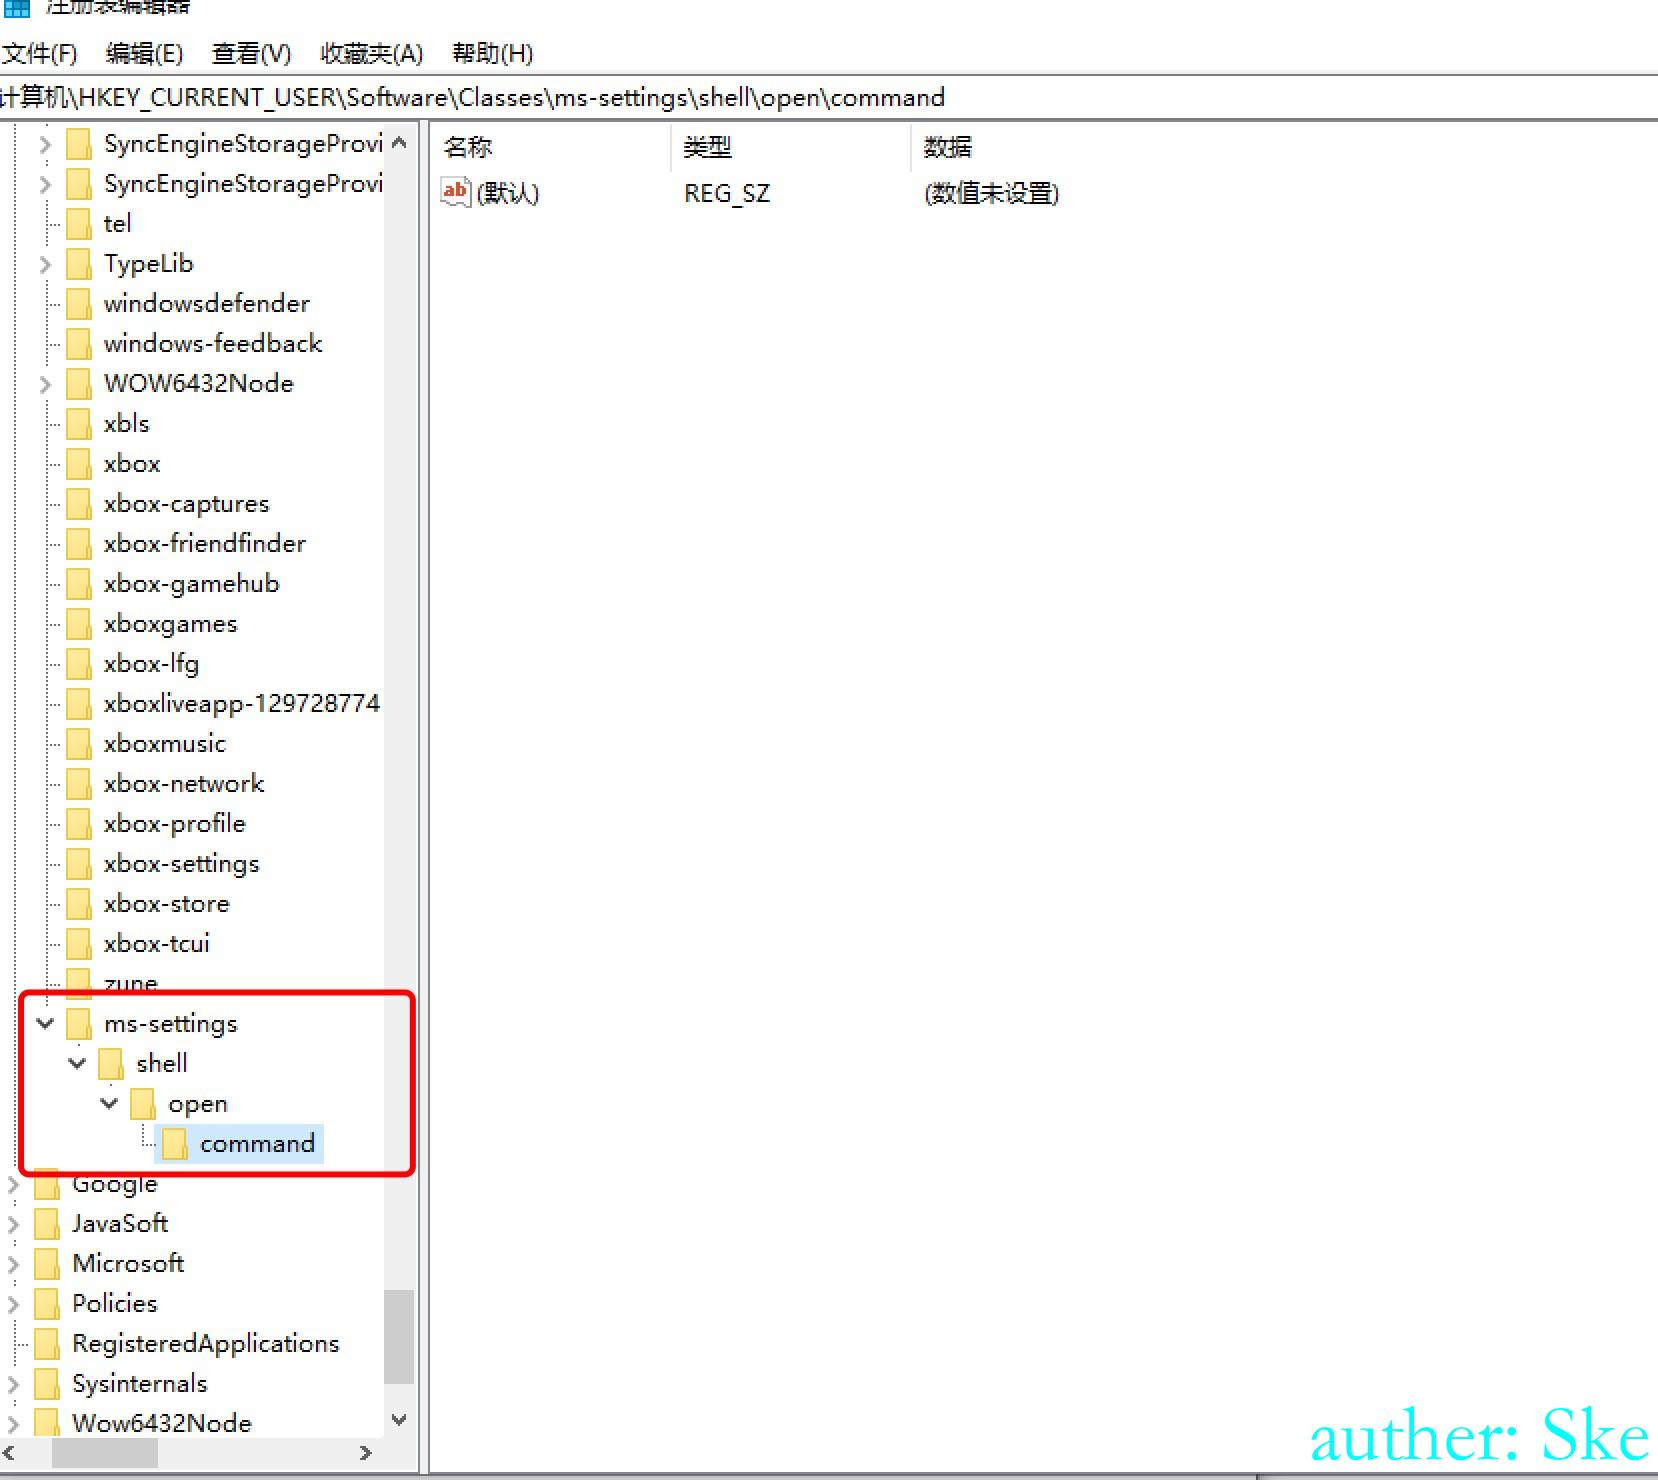 注册表编辑器
文件(F) 编辑(E) 查看(V) 收藏夹(A) 帮助(H)
计算机\HKEY_CURRENT_USER\Software\Classes\ms-settings\shell\open\command
名称 类型 数据
(默认) REG_SZ (数值未设置)
SyncEngineStorageProvi
SyncEngineStorageProvi
tel
TypeLib
windowsdefender
windows-feedback
WOW6432Node
xbls
xbox
xbox-captures
xbox-friendfinder
xbox-gamehub
xboxgames
xbox-lfg
xboxliveapp-129728774
xboxmusic
xbox-network
xbox-profile
xbox-settings
xbox-store
xbox-tcui
zune
ms-settings
shell
open
command
Google
JavaSoft
Microsoft
Policies
RegisteredApplications
Sysinternals
Wow6432Node
auther: Ske